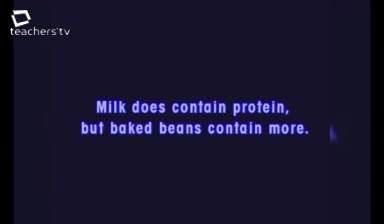 teachers'tv
Milk does contain protein,
but baked beans contain more.